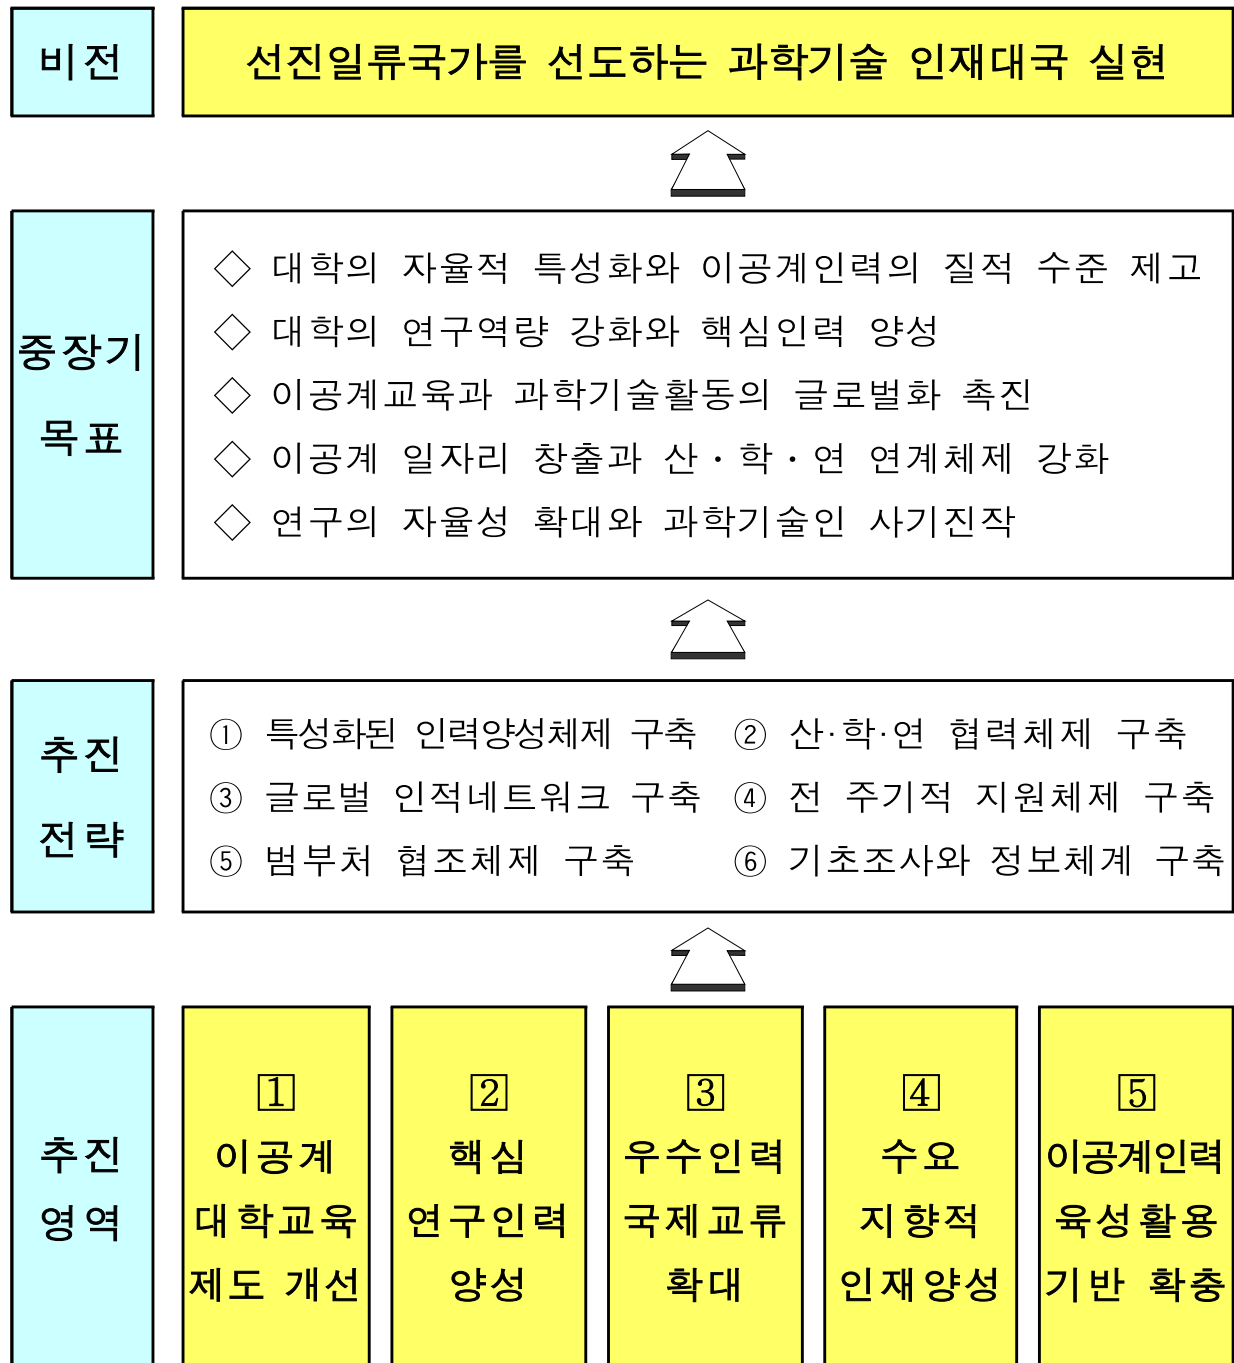 비전
선진일류국가를 선도하는 과학기술 인재대국 실현
중장기
목표
◇ 대학의 자율적 특성화와 이공계인력의 질적 수준 제고
◇ 대학의 연구역량 강화와 핵심인력 양성
◇ 이공계교육과 과학기술활동의 글로벌화 촉진
◇ 이공계 일자리 창출과 산・학・연 연계체제 강화
◇ 연구의 자율성 확대와 과학기술인 사기진작
추진
전략
① 특성화된 인력양성체제 구축 ② 산·학·연 협력체제 구축
③ 글로벌 인적네트워크 구축 ④ 전 주기적 지원체제 구축
⑤ 범부처 협조체제 구축 ⑥ 기초조사와 정보체계 구축
추진
영역
1
이공계
대학교육
제도 개선
2
핵심
연구인력
양성
3
우수인력
국제교류
확대
4
수요
지향적
인재양성
5
이공계인력
육성활용
기반 확충